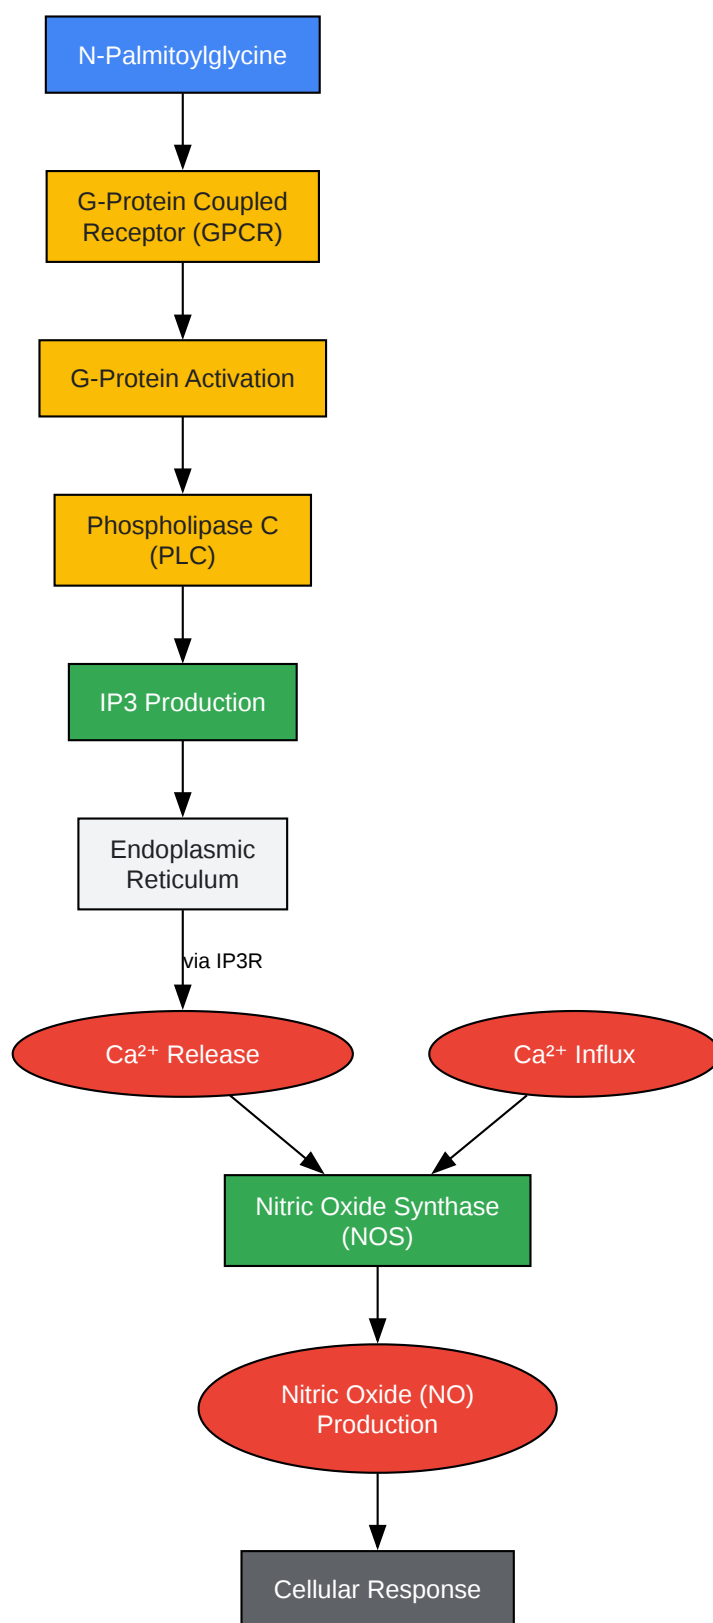 N-Palmitoylglycine
G-Protein Coupled
Receptor (GPCR)
G-Protein Activation
Phospholipase C
(PLC)
IP3 Production
Endoplasmic
Reticulum
via IP3R
Ca²⁺ Release
Ca²⁺ Influx
Nitric Oxide Synthase
(NOS)
Nitric Oxide (NO)
Production
Cellular Response